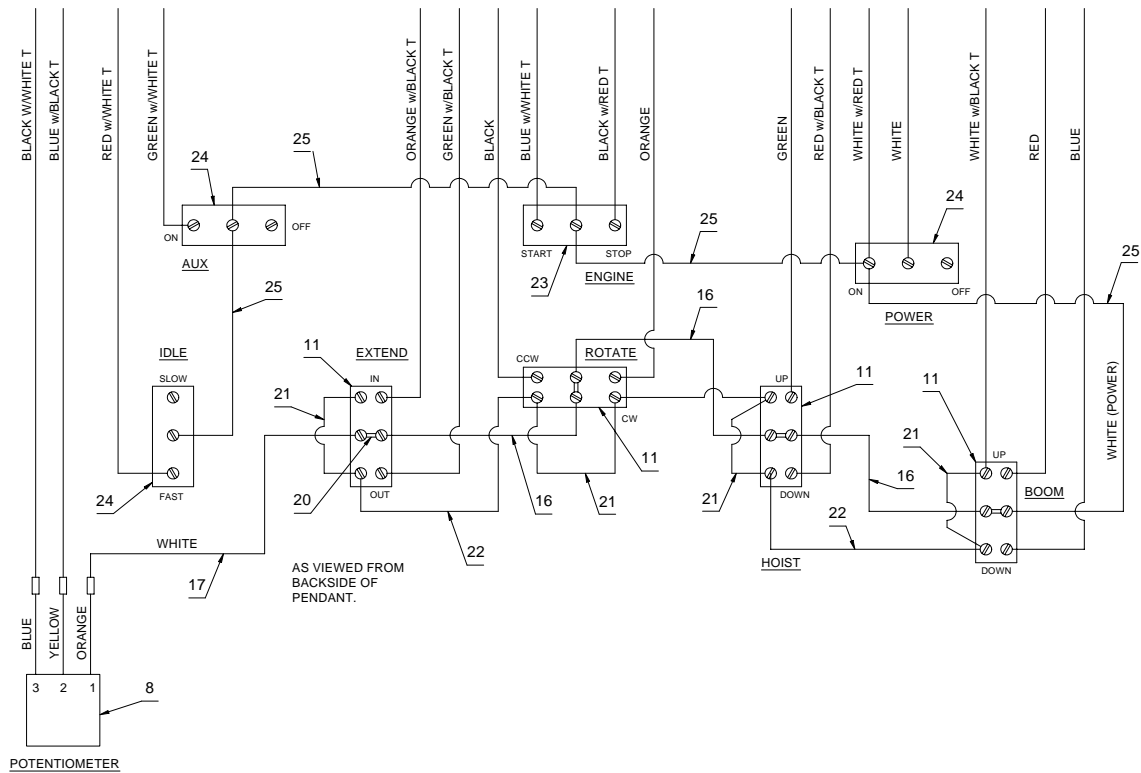 BLACK W/WHITE T
BLUE w/BLACK T
RED w/WHITE T
GREEN w/WHITE T
ORANGE w/BLACK T
GREEN w/BLACK T
BLACK
BLUE w/WHITE T
BLACK w/RED T
ORANGE
GREEN
RED w/BLACK T
WHITE w/RED T
WHITE
WHITE w/BLACK T
RED
BLUE
24
25
ON
OFF
AUX
START
STOP
23
ENGINE
25
24
ON
OFF
POWER
25
25
16
IDLE
SLOW
FAST
24
11
EXTEND
IN
21
OUT
20
CCW
ROTATE
CW
11
16
21
22
UP
11
21
DOWN
HOIST
11
21
UP
BOOM
16
22
DOWN
WHITE (POWER)
WHITE
17
AS VIEWED FROM
BACKSIDE OF
PENDANT.
BLUE
YELLOW
ORANGE
3
2
1
8
POTENTIOMETER